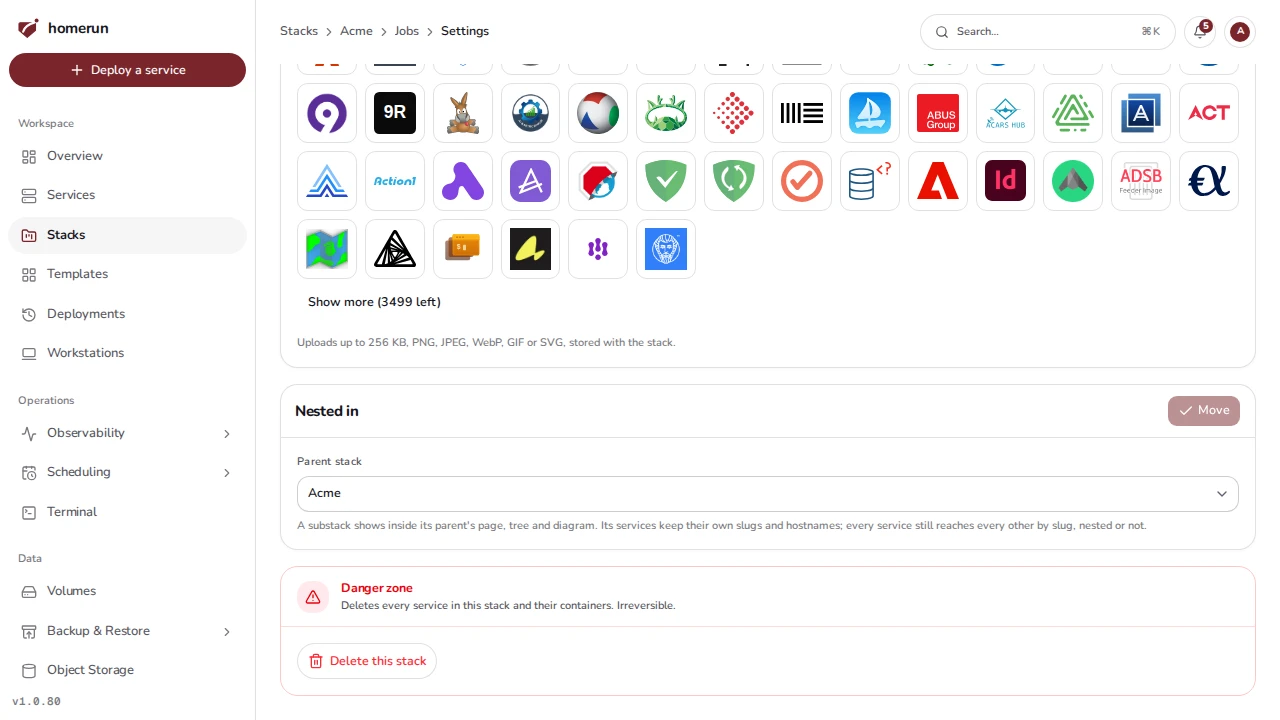 homerun
Stacks
Acme
Jobs
Settings
Search...
⌘K
5
A
Deploy a service
Workspace
Overview
Services
Stacks
Templates
Deployments
Workstations
Operations
Observability
Scheduling
Terminal
Data
Volumes
Backup & Restore
Object Storage
v1.0.80
9R
ABUS
Group
ACARS HUB
A
ACT
Action1
<?
Id
ADSB
Feeder Image
Show more (3499 left)
Uploads up to 256 KB, PNG, JPEG, WebP, GIF or SVG, stored with the stack.
Nested in
Move
Parent stack
Acme
A substack shows inside its parent's page, tree and diagram. Its services keep their own slugs and hostnames; every service still reaches every other by slug, nested or not.
Danger zone
Deletes every service in this stack and their containers. Irreversible.
Delete this stack